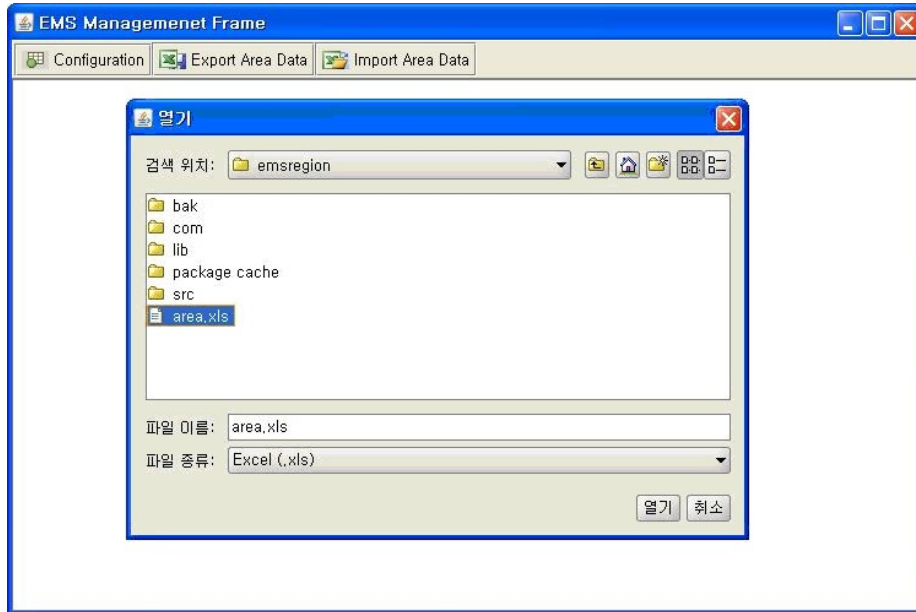 EMS Managemenet Frame
Configuration Export Area Data Import Area Data
열기
검색 위치: emsregion
bak
com
lib
package cache
src
area.xls
파일 이름: area.xls
파일 종류: Excel (.xls)
열기 취소